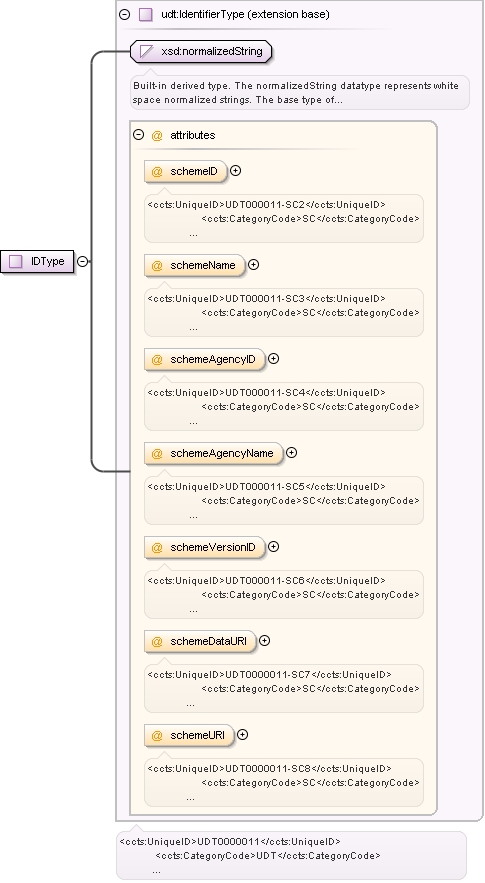 udt:IdentifierType (extension base)
xsd:normalizedString
Built-in derived type. The normalizedString datatype represents white
space normalized strings. The base type of...
@ attributes
@ schemeID
<ccts:UniqueID>UDT000011-SC2</ccts:UniqueID>
<ccts:CategoryCode>SC</ccts:CategoryCode>
...
@ schemeName
<ccts:UniqueID>UDT000011-SC3</ccts:UniqueID>
<ccts:CategoryCode>SC</ccts:CategoryCode>
...
IDType
@ schemeAgencyID
<ccts:UniqueID>UDT000011-SC4</ccts:UniqueID>
<ccts:CategoryCode>SC</ccts:CategoryCode>
...
@ schemeAgencyName
<ccts:UniqueID>UDT000011-SC5</ccts:UniqueID>
<ccts:CategoryCode>SC</ccts:CategoryCode>
...
@ schemeVersionID
<ccts:UniqueID>UDT000011-SC6</ccts:UniqueID>
<ccts:CategoryCode>SC</ccts:CategoryCode>
...
@ schemeDataURI
<ccts:UniqueID>UDT0000011-SC7</ccts:UniqueID>
<ccts:CategoryCode>SC</ccts:CategoryCode>
...
@ schemeURI
<ccts:UniqueID>UDT0000011-SC8</ccts:UniqueID>
<ccts:CategoryCode>SC</ccts:CategoryCode>
...
<ccts:UniqueID>UDT0000011</ccts:UniqueID>
<ccts:CategoryCode>UDT</ccts:CategoryCode>
...